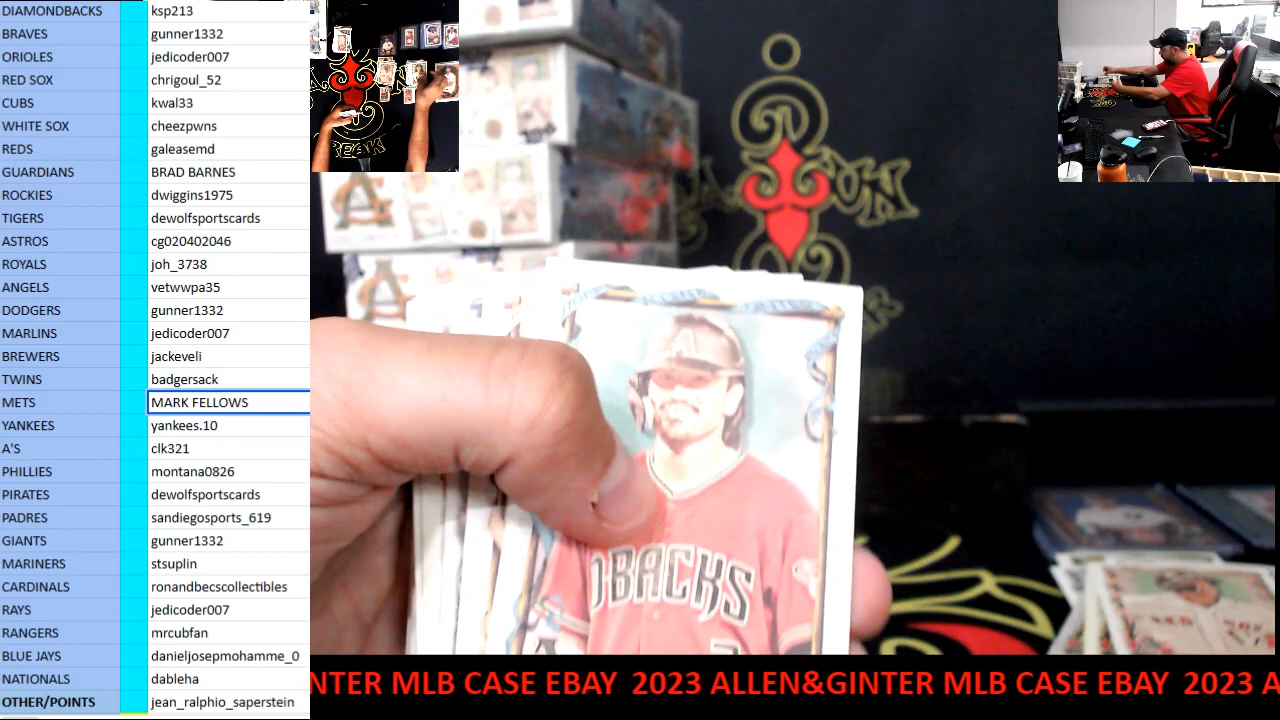 DIAMONDBACKS ksp213
BRAVES gunner1332
ORIOLES jedicoder007
RED SOX chrigoul_52
CUBS kwal33
WHITE SOX cheezpwns
REDS galeasemd
GUARDIANS BRAD BARNES
ROCKIES dwiggins1975
TIGERS dewolfsportscards
ASTROS cg020402046
ROYALS joh_3738
ANGELS vetwwpa35
DODGERS gunner1332
MARLINS jedicoder007
BREWERS jackeveli
TWINS badgersack
METS MARK FELLOWS
YANKEES yankees.10
A'S clk321
PHILLIES montana0826
PIRATES dewolfsportscards
PADRES sandiegosports_619
GIANTS gunner1332
MARINERS stsuplin
CARDINALS ronandbecscollectibles
RAYS jedicoder007
RANGERS mrcubfan
BLUE JAYS danieljosepmohamme_0
NATIONALS dableha
OTHER/POINTS jean_ralphio_saperstein
DBACKS
NTER MLB CASE EBAY 2023 ALLEN&GINTER MLB CASE EBAY 2023 A